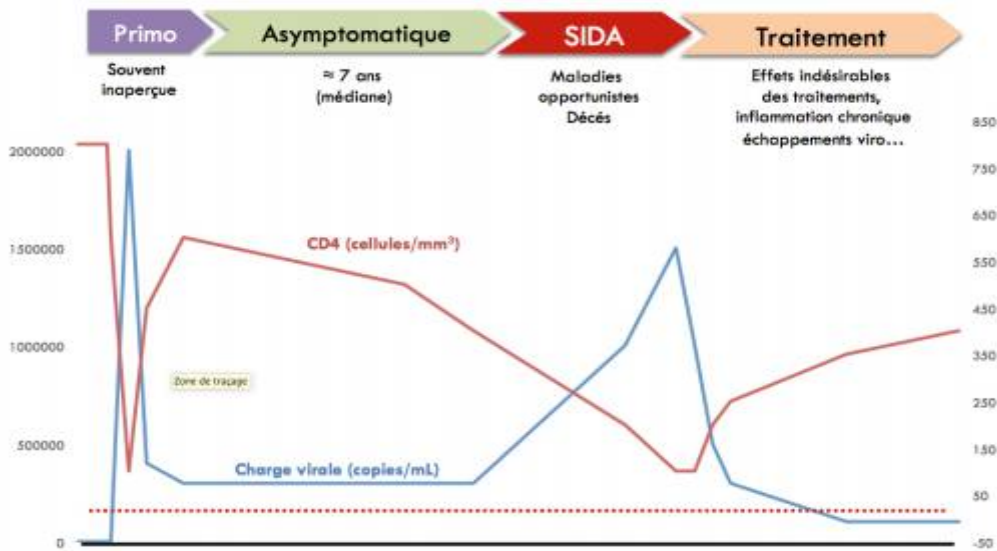 Primo
Asymptomatique
SIDA
Traitement
Souvent
inaperçue
≈ 7 ans
(médiane)
Maladies
opportunistes
Décés
Effets indésirables
des traitements,
inflammation chronique
échappements viro...
2000000
1500000
1000000
500000
0
CD4 (cellules/mm³)
Zone de traçage
Charge virale (copies/mL)
850
750
650
550
450
350
250
150
50
-50